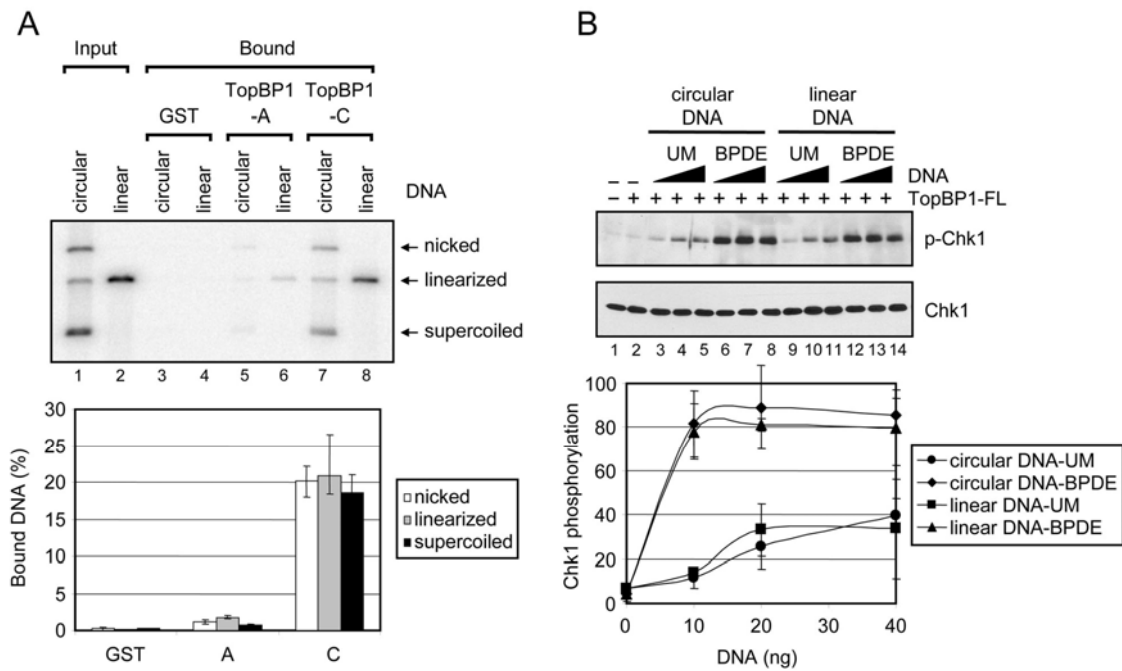 A
Input
Bound
TopBP1
-A
TopBP1
-C
GST
circular
linear
circular
linear
circular
linear
circular
linear
DNA
nicked
linearized
supercoiled
1 2 3 4 5 6 7 8
Bound DNA (%)
30
25
20
15
10
5
0
GST A C
nicked
linearized
supercoiled
B
circular
DNA
linear
DNA
UM BPDE UM BPDE
DNA
– – + + + + + + + + + + + +
– + + + + + + + + + + + + + TopBP1-FL
p-Chk1
Chk1
1 2 3 4 5 6 7 8 9 10 11 12 13 14
Chk1 phosphorylation
100
80
60
40
20
0
0 10 20 30 40
DNA (ng)
circular DNA-UM
circular DNA-BPDE
linear DNA-UM
linear DNA-BPDE